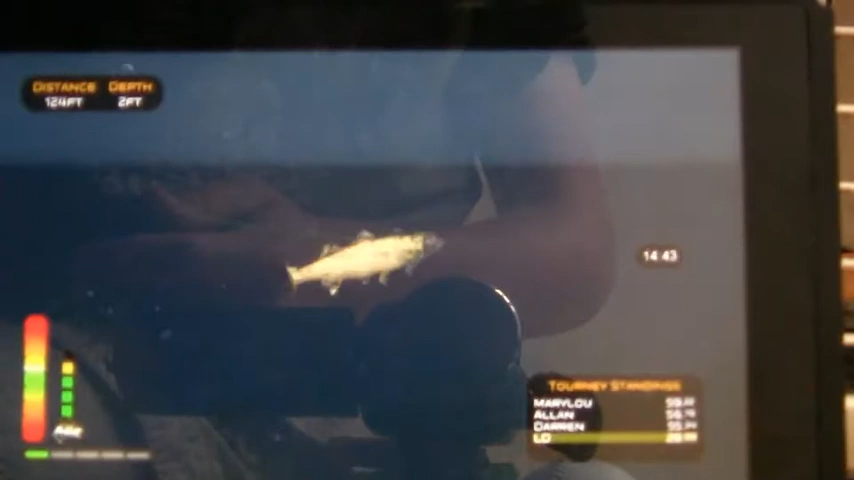 DISTANCE DEPTH
124FT 2FT
14:43
TOURNEY STANDINGS
MARYLOU
ALLAN
DARREN
LD